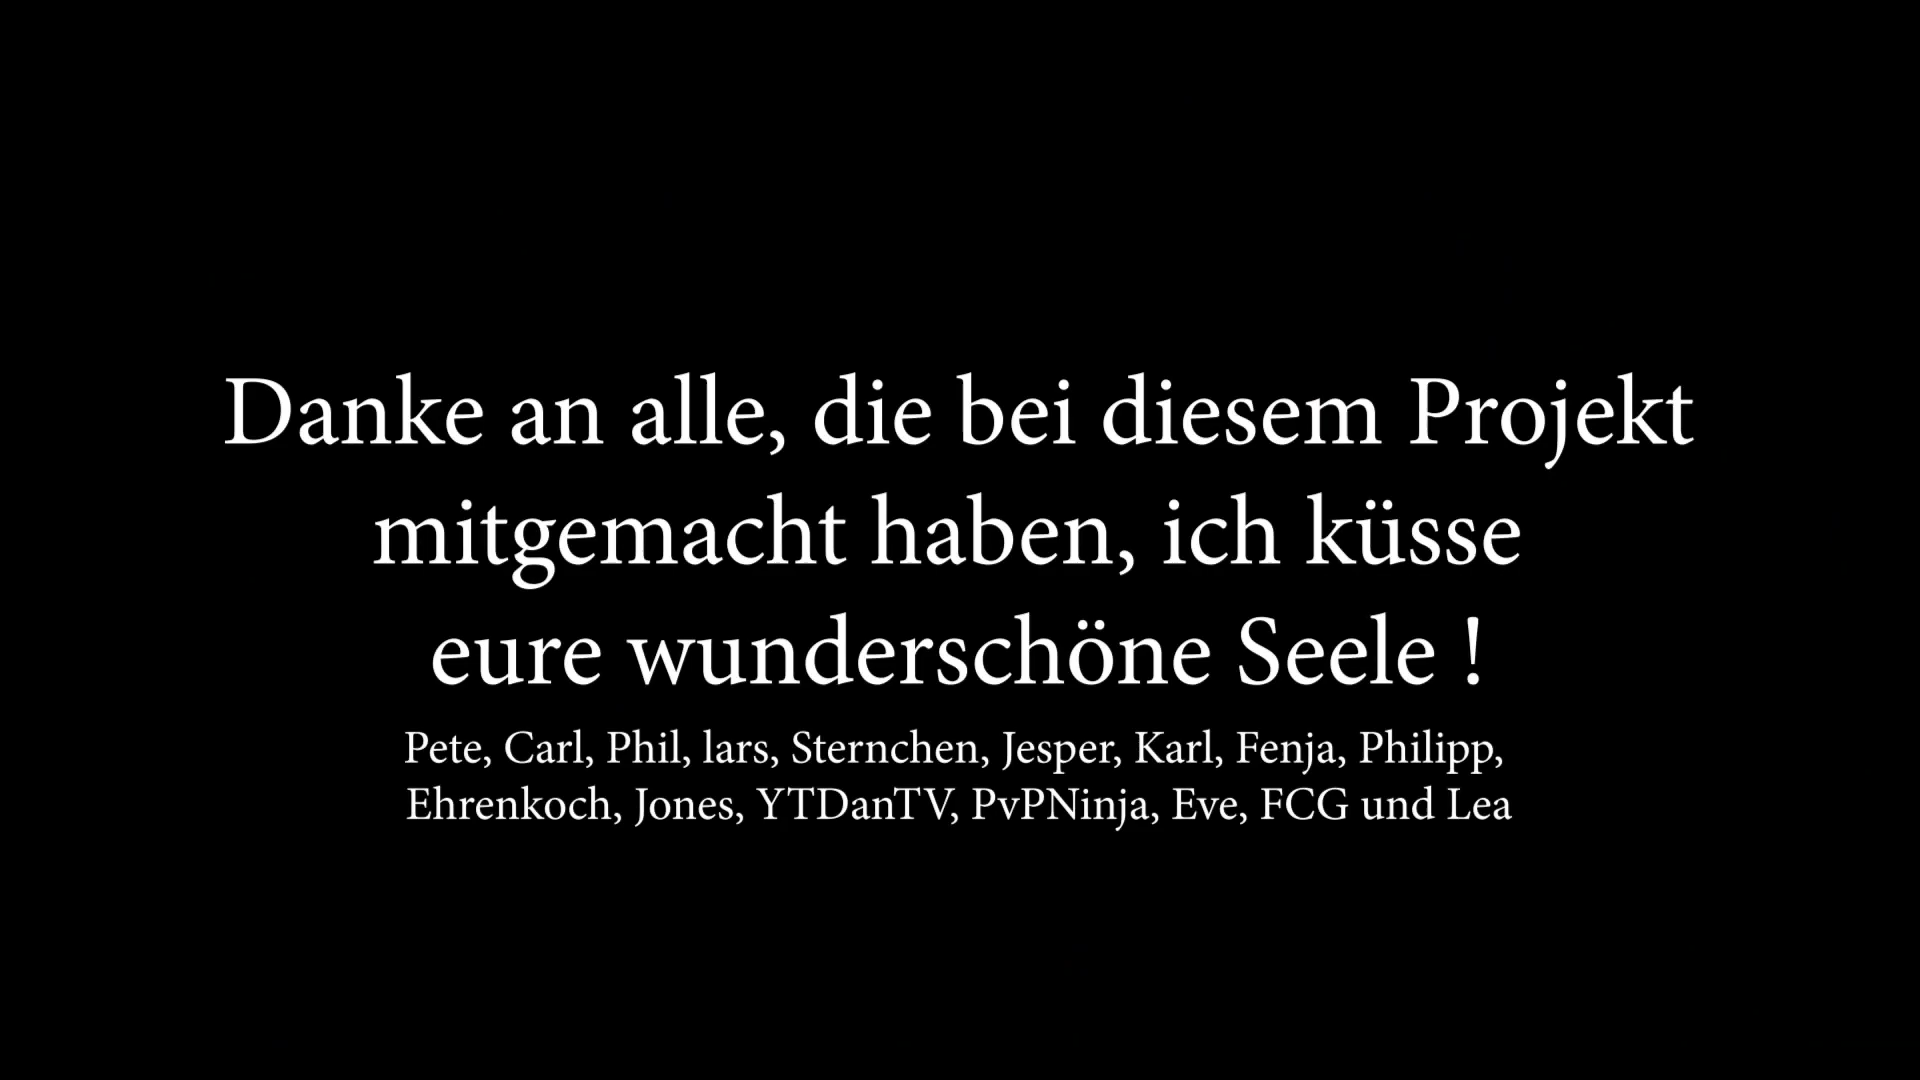 Danke an alle, die bei diesem Projekt
mitgemacht haben, ich küsse
eure wunderschöne Seele !
Pete, Carl, Phil, lars, Sternchen, Jesper, Karl, Fenja, Philipp,
Ehrenkoch, Jones, YTDanTV, PvPNinja, Eve, FCG und Lea